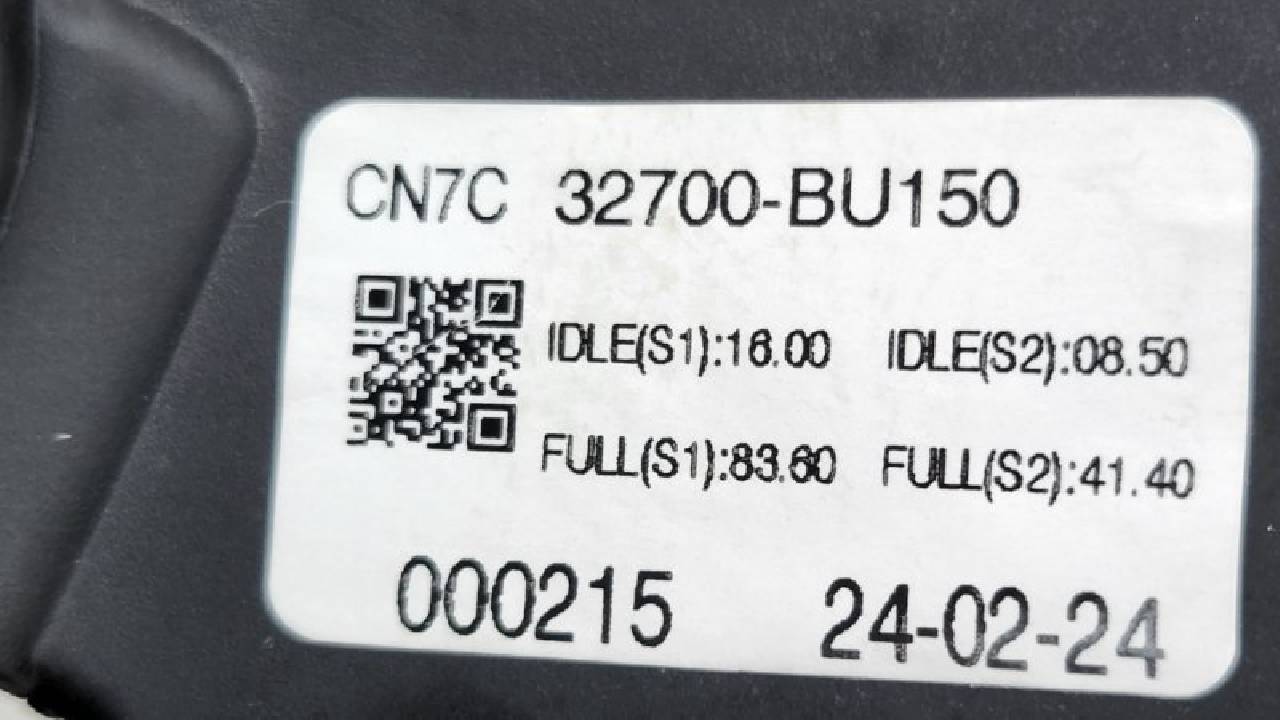 CN7C 32700-BU150
IDLE(S1):16.00 IDLE(S2):08.50
FULL(S1):83.60 FULL(S2):41.40
000215 24-02-24